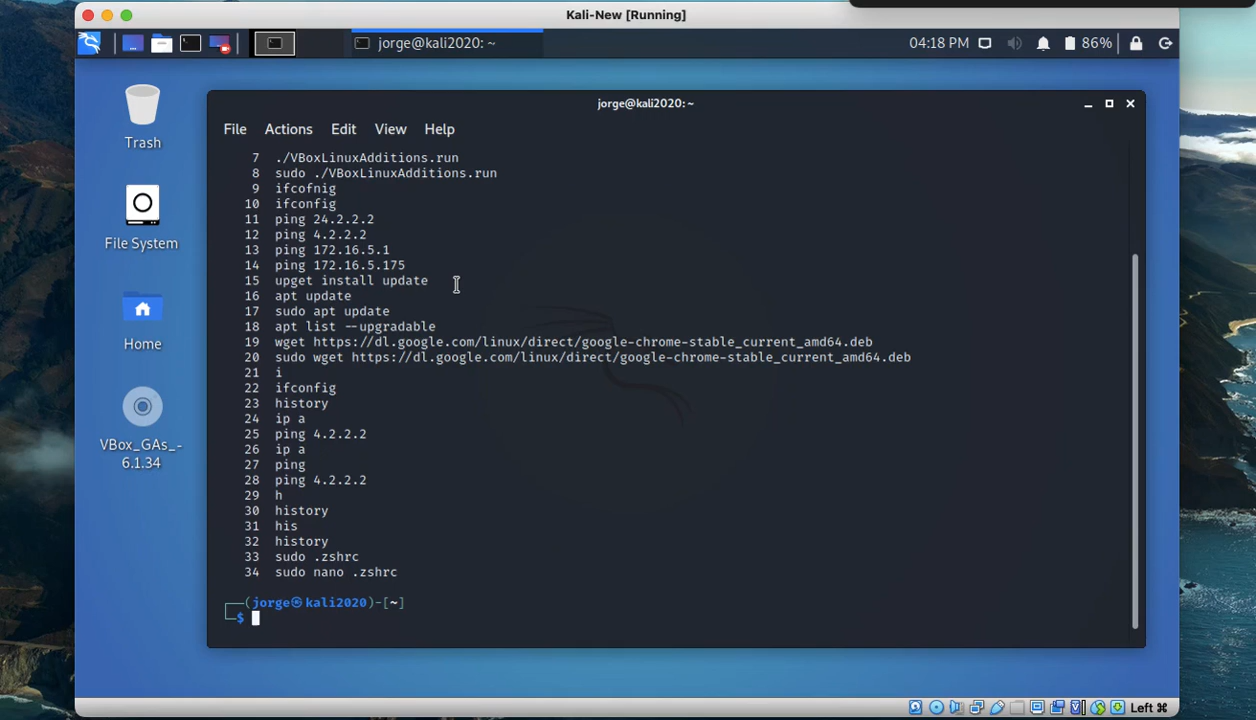 Kali-New [Running]
jorge@kali2020: ~
04:18 PM
86%
jorge@kali2020: ~
File Actions Edit View Help
7 ./VBoxLinuxAdditions.run
8 sudo ./VBoxLinuxAdditions.run
9 ifcofnig
10 ifconfig
11 ping 24.2.2.2
12 ping 4.2.2.2
13 ping 172.16.5.1
14 ping 172.16.5.175
15 upget install update
16 apt update
17 sudo apt update
18 apt list --upgradable
19 wget https://dl.google.com/linux/direct/google-chrome-stable_current_amd64.deb
20 sudo wget https://dl.google.com/linux/direct/google-chrome-stable_current_amd64.deb
21 i
22 ifconfig
23 history
24 ip a
25 ping 4.2.2.2
26 ip a
27 ping
28 ping 4.2.2.2
29 h
30 history
31 his
32 history
33 sudo .zshrc
34 sudo nano .zshrc
┌──(jorge㉿kali2020)-[~]
└─$
Trash
File System
Home
VBox_GAs_-
6.1.34
Left ⌘